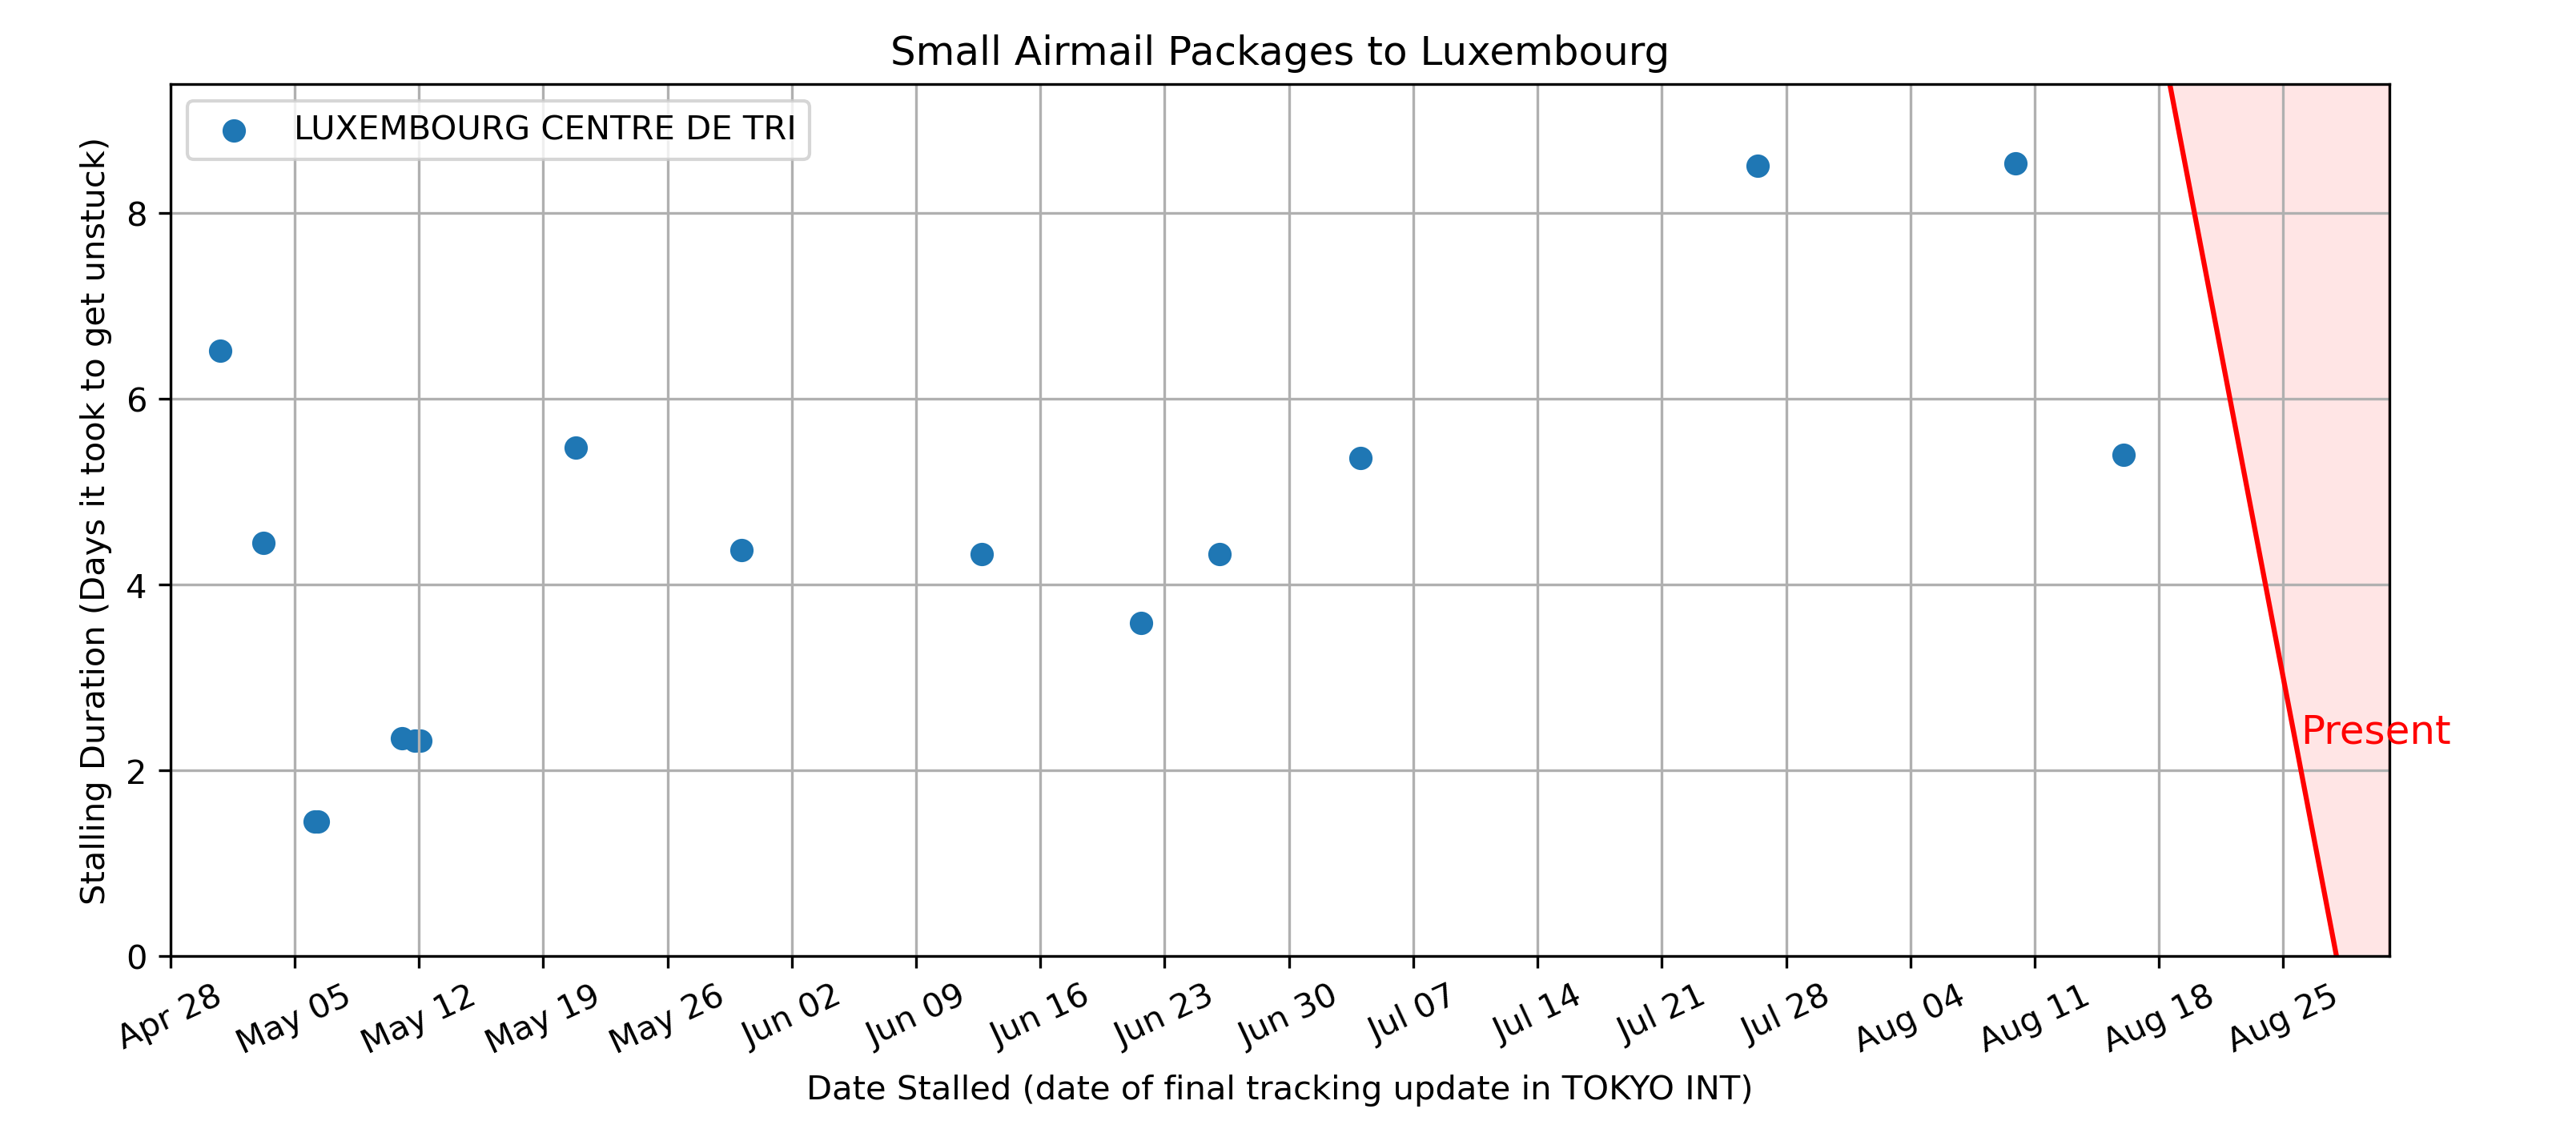 Small Airmail Packages to Luxembourg
LUXEMBOURG CENTRE DE TRI
Stalling Duration (Days it took to get unstuck)
8
6
4
2
0
Present
Apr 28
May 05
May 12
May 19
May 26
Jun 02
Jun 09
Jun 16
Jun 23
Jun 30
Jul 07
Jul 14
Jul 21
Jul 28
Aug 04
Aug 11
Aug 18
Aug 25
Date Stalled (date of final tracking update in TOKYO INT)